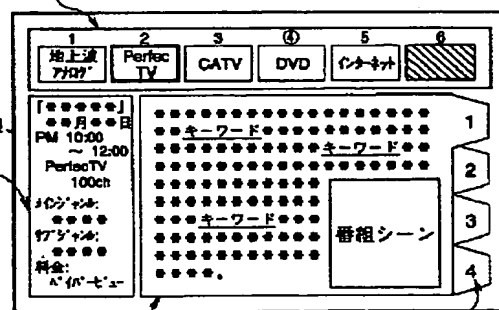 1 2 3 ④ 5 6
地上波 アナログ
Perfec TV
CATV
DVD
インターネット
「●●●●●」
●●月●●日
PM 10:00
～ 12:00
PerfecTV
100ch
メインジャンル:
●●●●
サブジャンル:
●●●●
料金:
ペイパービュー
キーワード
キーワード
キーワード
番組シーン
1
2
3
4